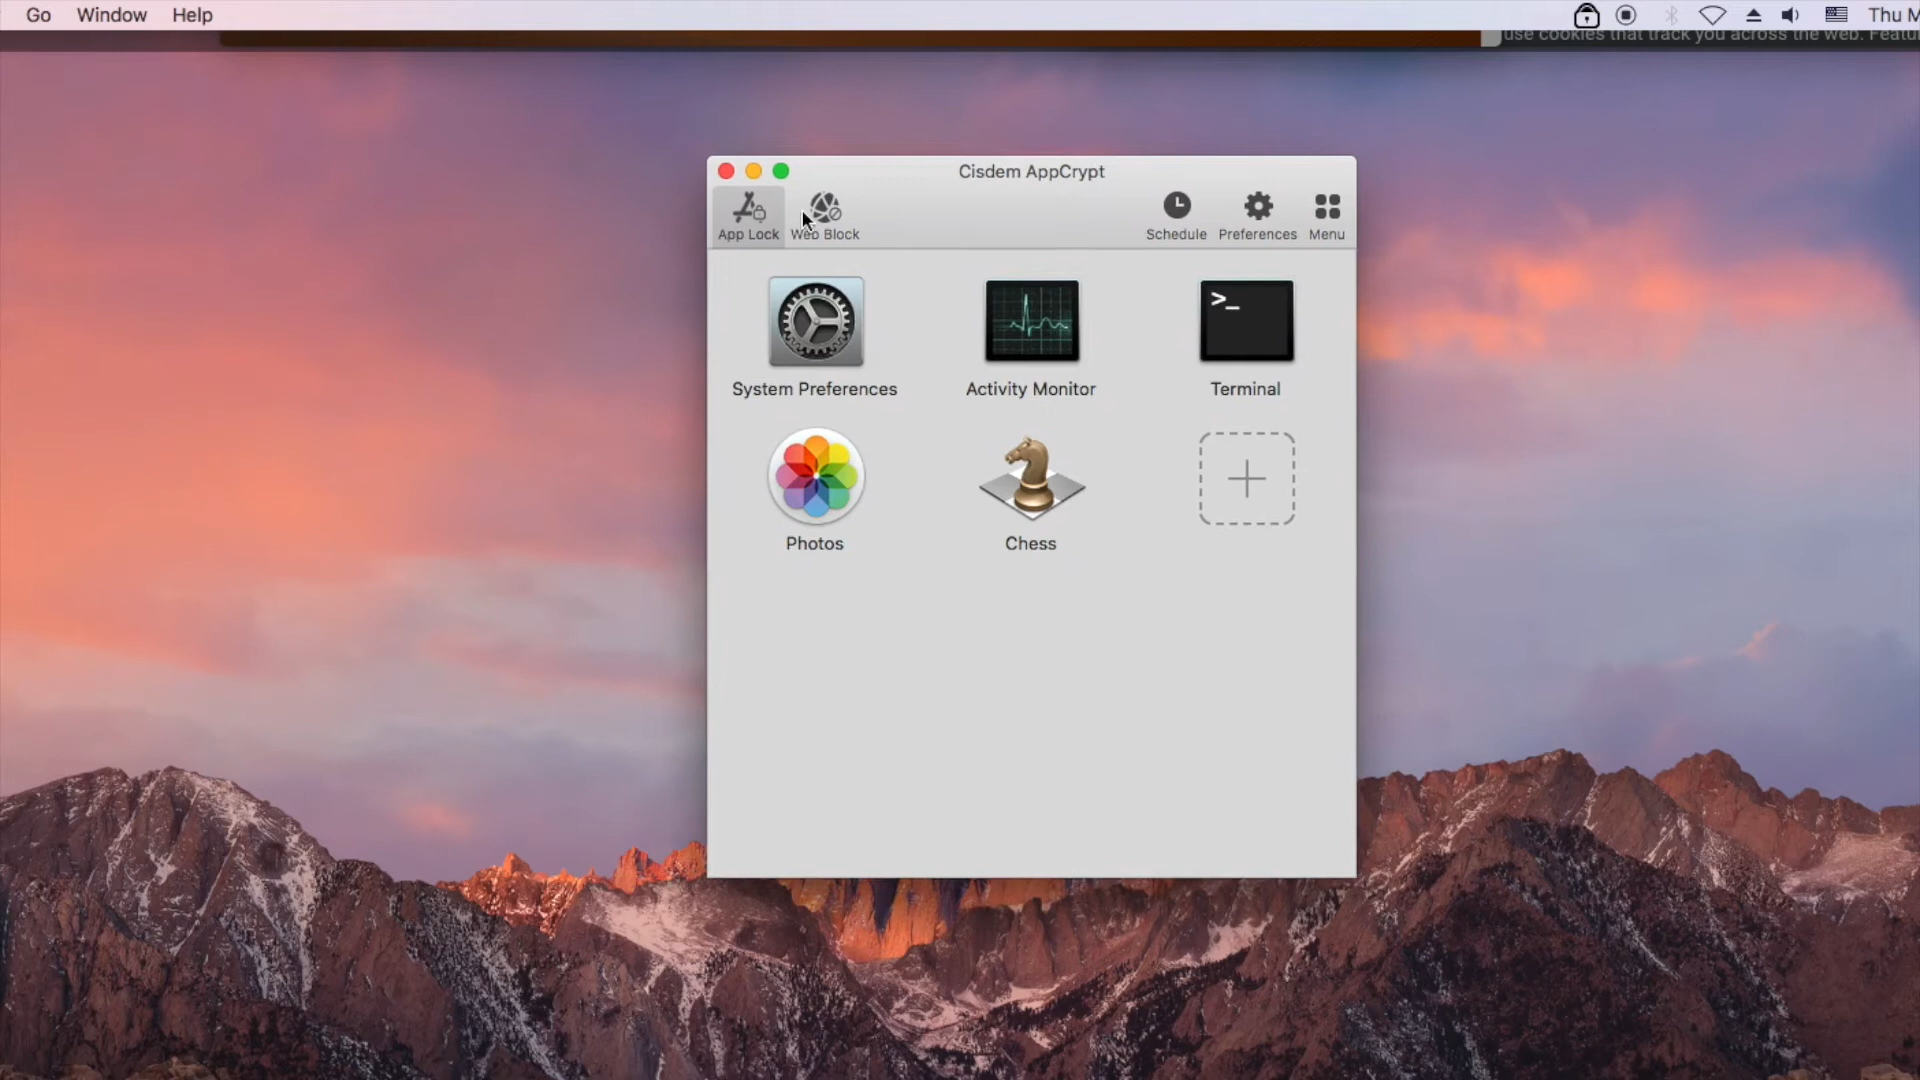 Go Window Help Thu M
use cookies that track you across the web. Featu
Cisdem AppCrypt
App Lock Web Block Schedule Preferences Menu
>_
System Preferences Activity Monitor Terminal
Photos Chess